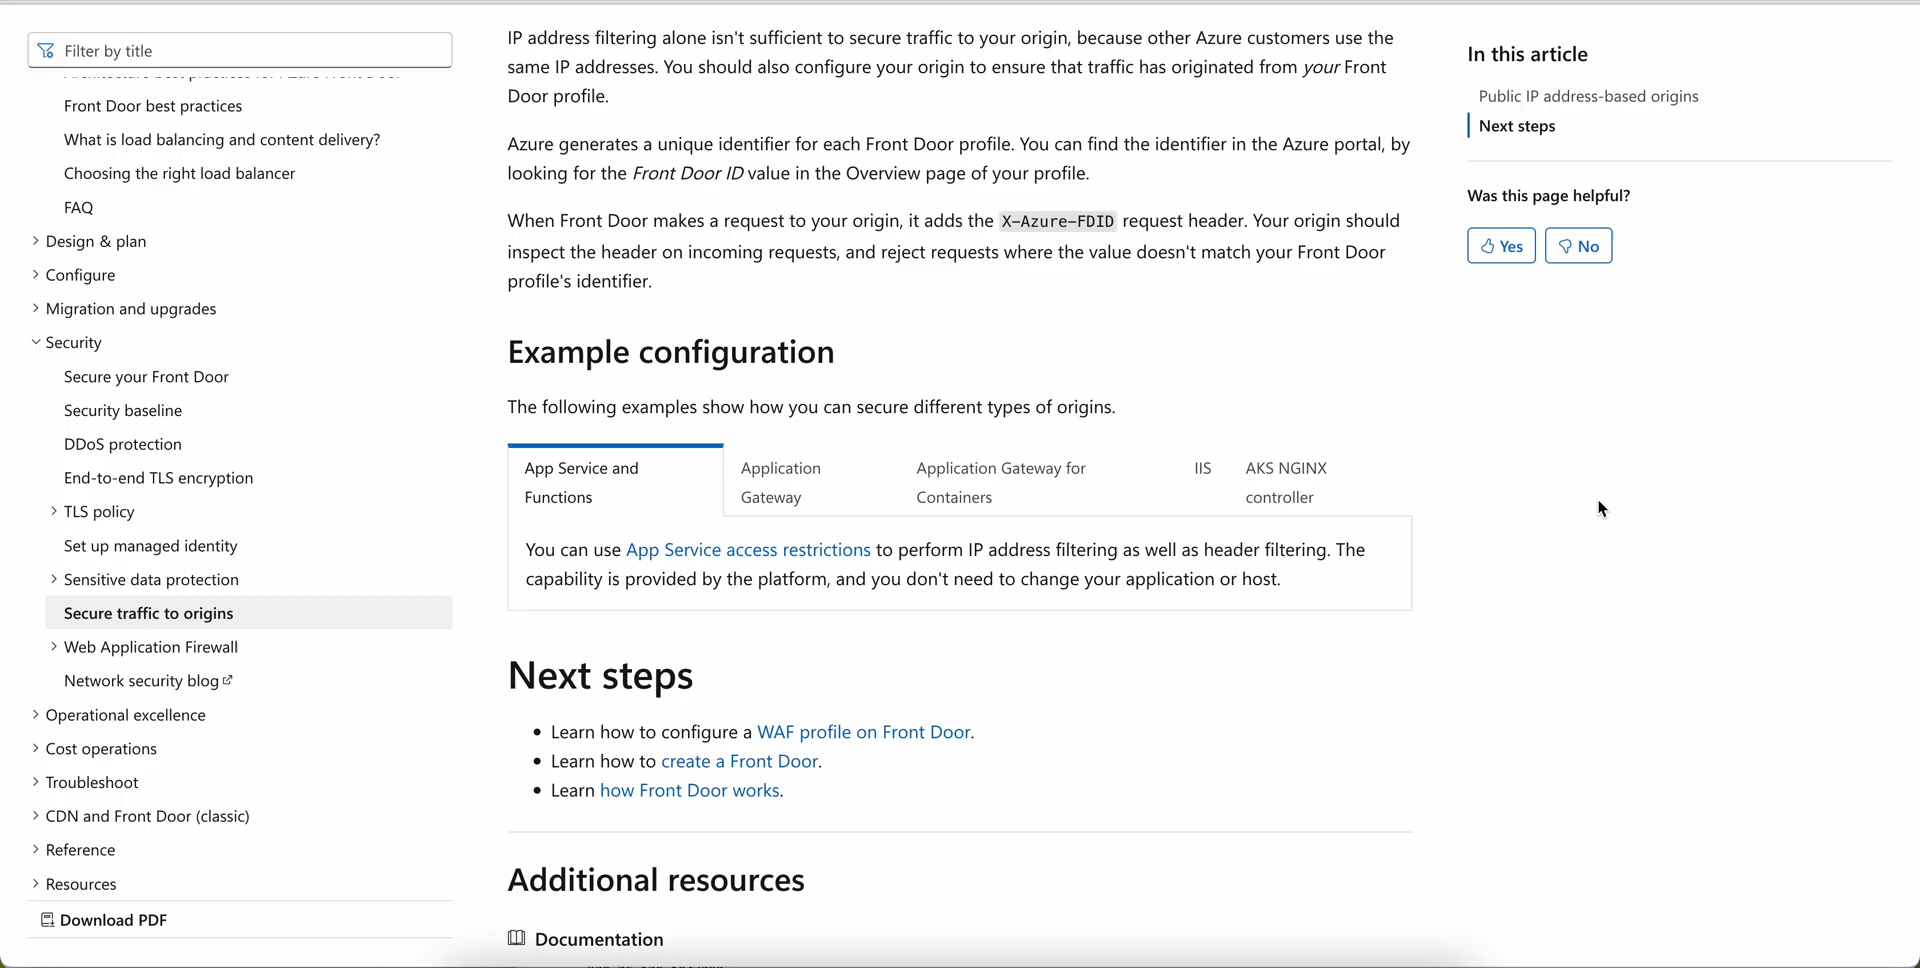 Filter by title
Front Door best practices
What is load balancing and content delivery?
Choosing the right load balancer
FAQ
Design & plan
Configure
Migration and upgrades
Security
Secure your Front Door
Security baseline
DDoS protection
End-to-end TLS encryption
TLS policy
Set up managed identity
Sensitive data protection
Secure traffic to origins
Web Application Firewall
Network security blog
Operational excellence
Cost operations
Troubleshoot
CDN and Front Door (classic)
Reference
Resources
Download PDF
IP address filtering alone isn't sufficient to secure traffic to your origin, because other Azure customers use the
same IP addresses. You should also configure your origin to ensure that traffic has originated from your Front
Door profile.
Azure generates a unique identifier for each Front Door profile. You can find the identifier in the Azure portal, by
looking for the Front Door ID value in the Overview page of your profile.
When Front Door makes a request to your origin, it adds the X-Azure-FDID request header. Your origin should
inspect the header on incoming requests, and reject requests where the value doesn't match your Front Door
profile's identifier.
Example configuration
The following examples show how you can secure different types of origins.
App Service and
Functions
Application
Gateway
Application Gateway for
Containers
IIS
AKS NGINX
controller
You can use App Service access restrictions to perform IP address filtering as well as header filtering. The
capability is provided by the platform, and you don't need to change your application or host.
Next steps
Learn how to configure a WAF profile on Front Door.
Learn how to create a Front Door.
Learn how Front Door works.
Additional resources
Documentation
In this article
Public IP address-based origins
Next steps
Was this page helpful?
Yes
No